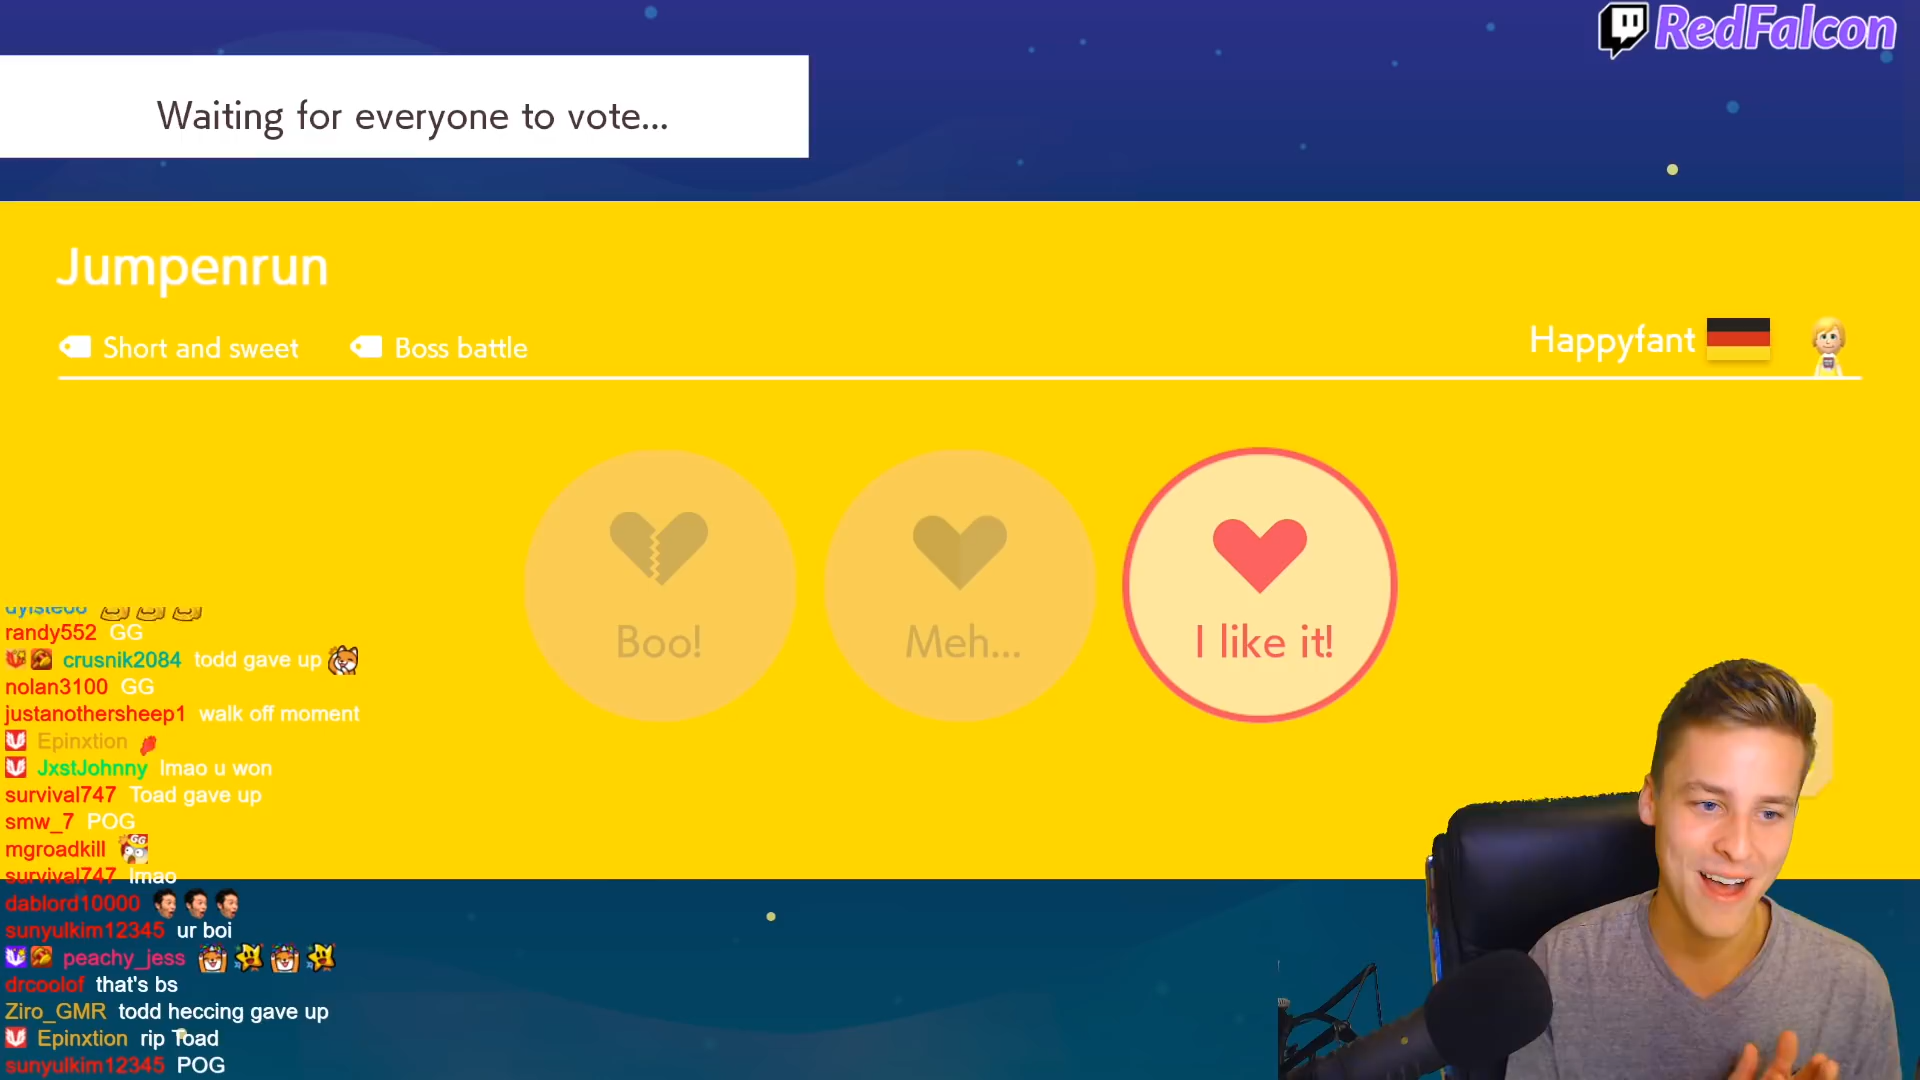 RedFalcon
Waiting for everyone to vote...
Jumpenrun
Short and sweet
Boss battle
Happyfant
Boo!
Meh...
I like it!
randy552 GG
crusnik2084 todd gave up
nolan3100 GG
justanothersheep1 walk off moment
Epinxtion
JxstJohnny lmao u won
survival747 Toad gave up
smw_7 POG
mgroadkill
survival747 lmao
dablord10000
sunyulkim12345 ur boi
peachy_jess
drcoolof that's bs
Ziro_GMR todd heccing gave up
Epinxtion rip Toad
sunyulkim12345 POG